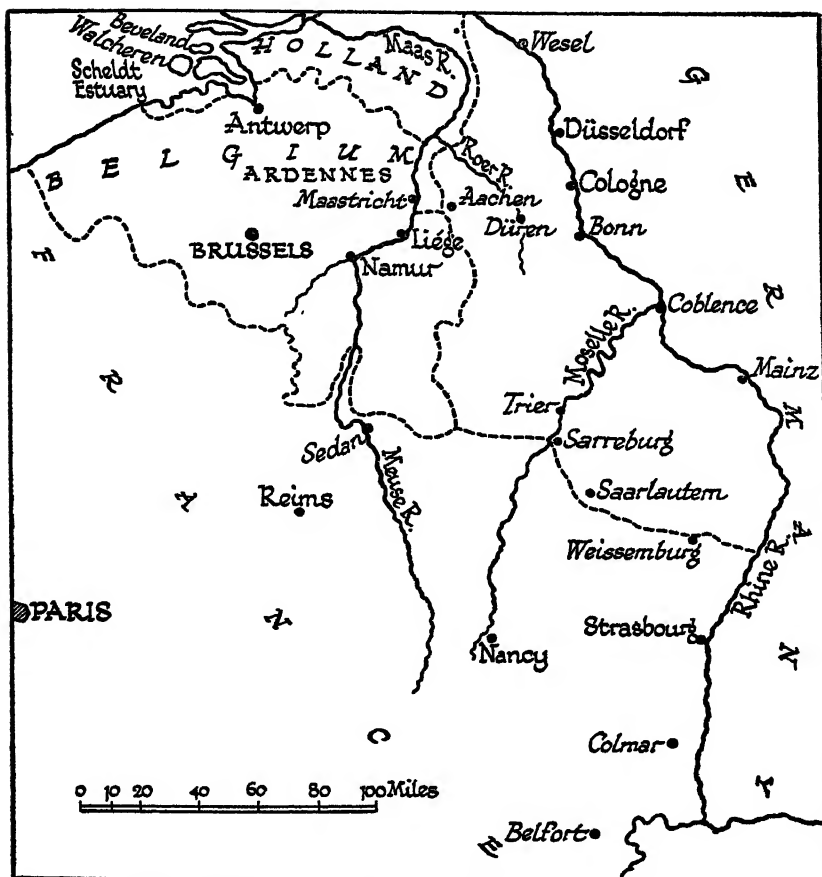 Beveland
Walcheren
Scheldt
Estuary
HOLLAND
Maas R.
Wesel
Antwerp
Düsseldorf
BELGIUM
ARDENNES
Roer R.
Maastricht
Aachen
Cologne
Düren
BRUSSELS
Liége
Bonn
Namur
Coblence
Moselle R.
Mainz
Trier
Sedan
Sarreburg
Meuse R.
Saarlautern
Reims
Weissemburg
Rhine R.
PARIS
Nancy
Strasbourg
Colmar
Belfort
FRANCE
GERMANY
0 10 20 40 60 80 100 Miles